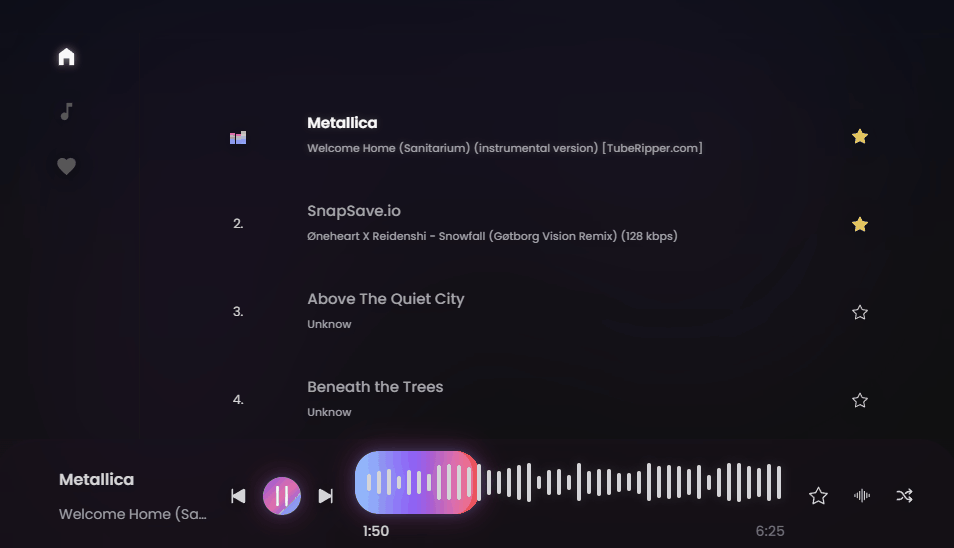 Metallica
Welcome Home (Sanitarium) (instrumental version) [TubeRipper.com]
2.
SnapSave.io
Øneheart X Reidenshi - Snowfall (Gøtborg Vision Remix) (128 kbps)
3.
Above The Quiet City
Unknow
4.
Beneath the Trees
Unknow
Metallica
Welcome Home (Sa...
1:50
6:25